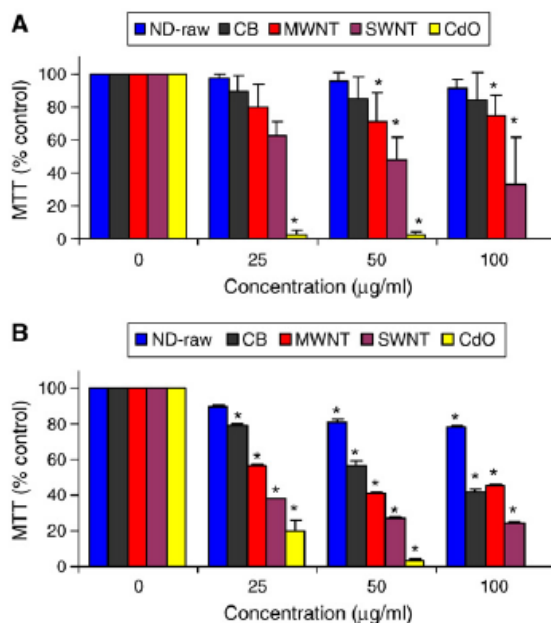 A
ND-raw CB MWNT SWNT CdO
MTT (% control)
100
80
60
40
20
0
* * * * * *
0 25 50 100
Concentration (µg/ml)
B
ND-raw CB MWNT SWNT CdO
MTT (% control)
100
80
60
40
20
0
* * * * * * * * * * * * *
0 25 50 100
Concentration (µg/ml)